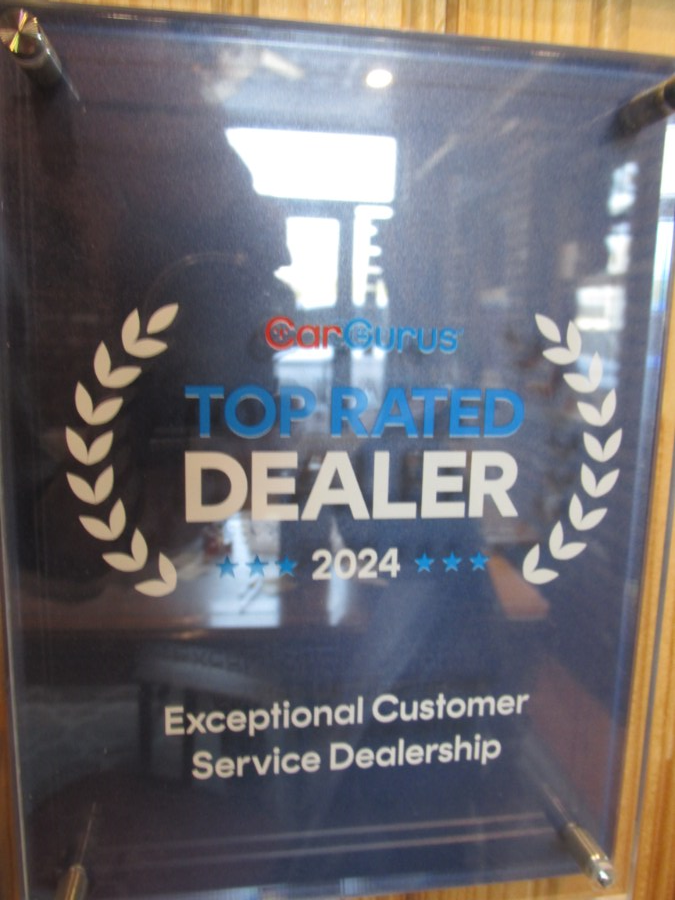 CarGurus
TOP RATED
DEALER
★★★ 2024 ★★★
Exceptional Customer
Service Dealership